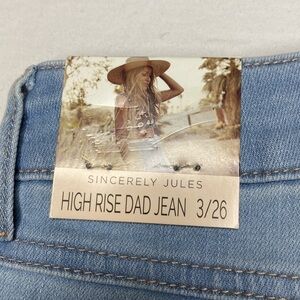 SINCERELY JULES
HIGH RISE DAD JEAN 3/26